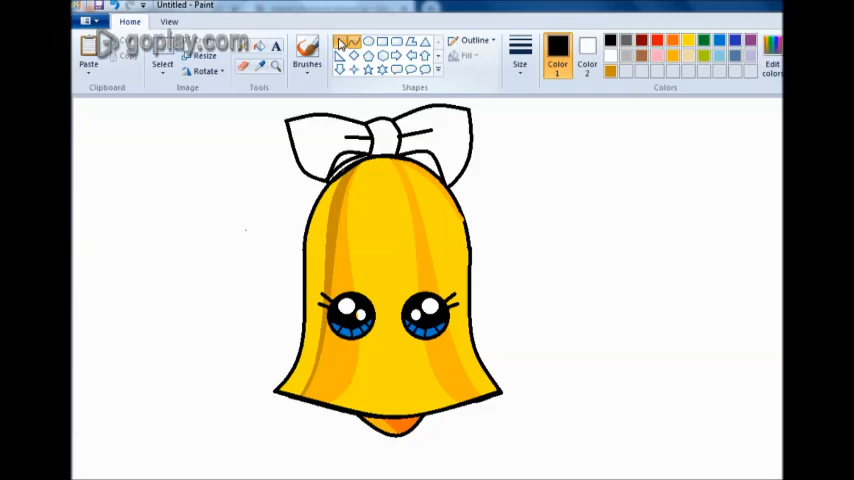 Untitled - Paint
Home View
goplay.com
Paste
Select
Resize
Rotate
A
Brushes
Outline
Fill
Size
Color 1
Color 2
Edit colors
Clipboard Image Tools Shapes Colors